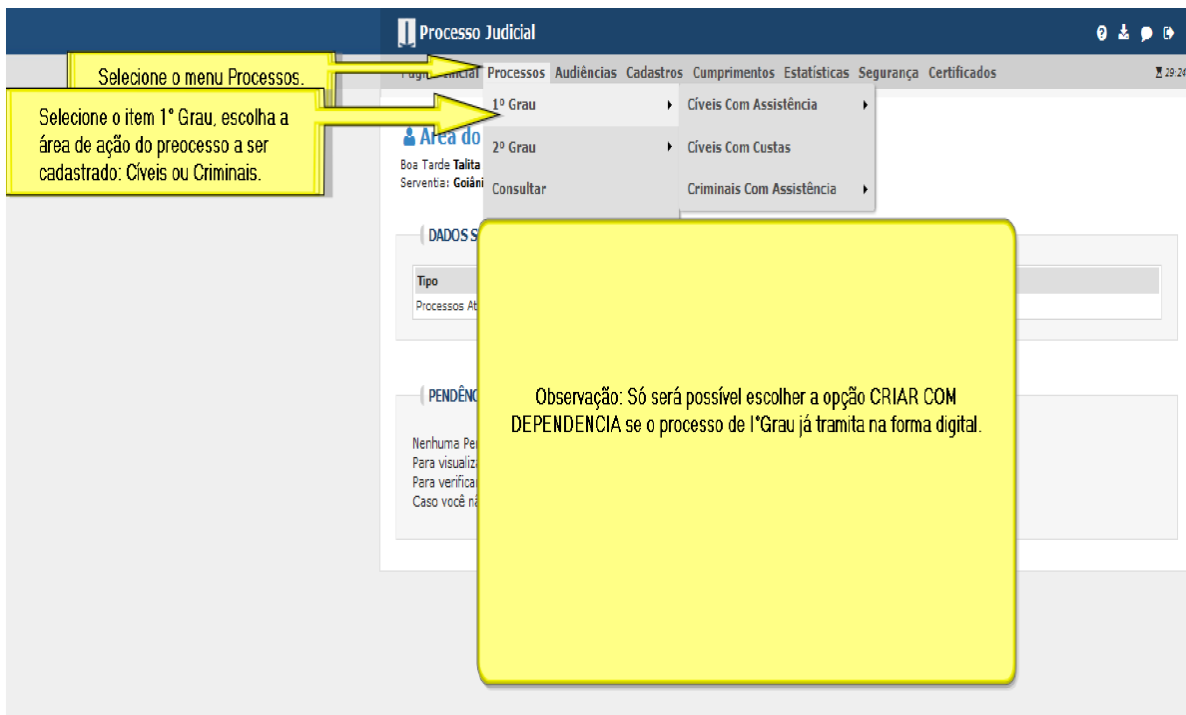 Processo Judicial
Selecione o menu Processos.
Processos Audiências Cadastros Cumprimentos Estatísticas Segurança Certificados
29:24
Selecione o item 1° Grau, escolha a
área de ação do preocesso a ser
cadastrado: Cíveis ou Criminais.
1º Grau
Cíveis Com Assistência
2º Grau
Cíveis Com Custas
Consultar
Criminais Com Assistência
Área do
Boa Tarde Talita
Serventia: Goiâni
DADOS S
Tipo
Processos At
Observação: Só será possível escolher a opção CRIAR COM
DEPENDENCIA se o processo de I°Grau já tramita na forma digital.
PENDÊNC
Nenhuma Pe
Para visualiz
Para verifica
Caso você n